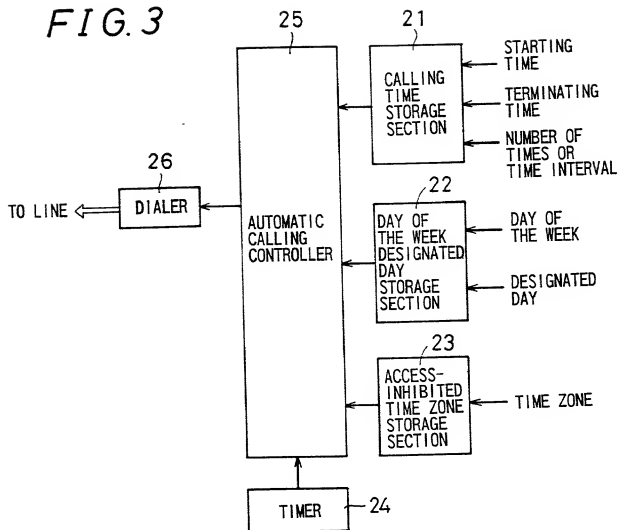 FIG.3
25
21
CALLING
TIME
STORAGE
SECTION
STARTING
TIME
TERMINATING
TIME
NUMBER OF
TIMES OR
TIME INTERVAL
26
TO LINE
DIALER
AUTOMATIC
CALLING
CONTROLLER
22
DAY OF
THE WEEK
DESIGNATED
DAY
STORAGE
SECTION
DAY OF
THE WEEK
DESIGNATED
DAY
23
ACCESS-
INHIBITED
TIME ZONE
STORAGE
SECTION
TIME ZONE
TIMER
24